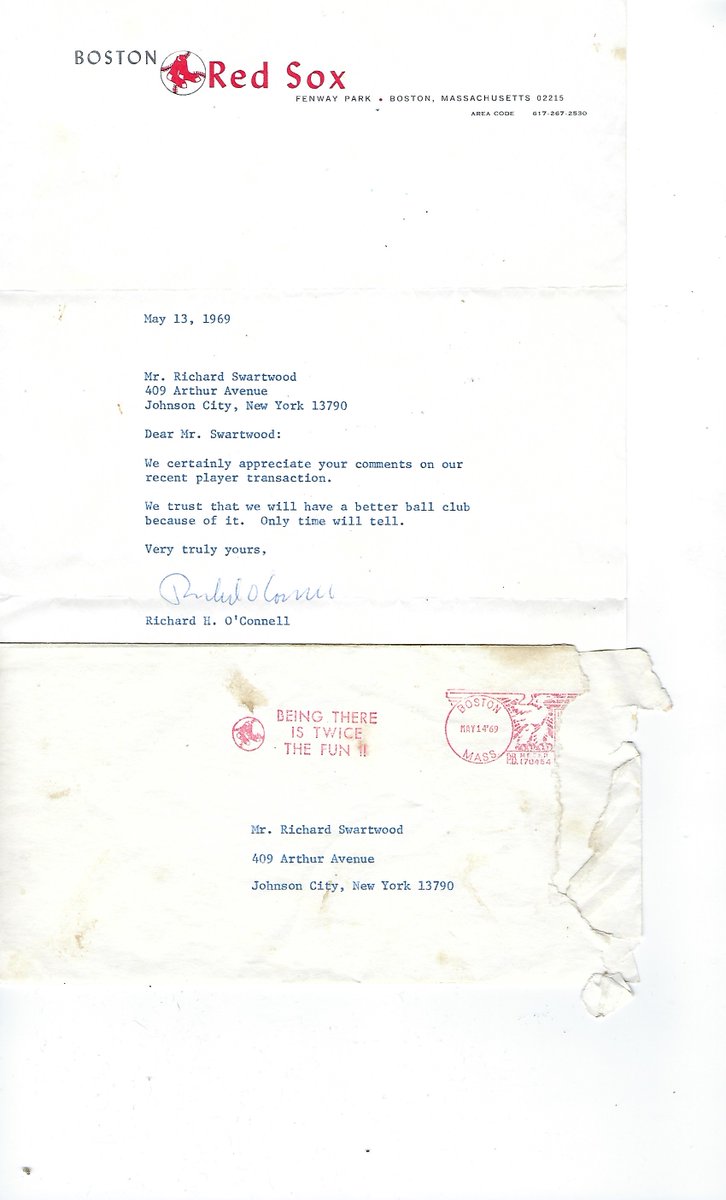 BOSTON Red Sox
FENWAY PARK • BOSTON, MASSACHUSETTS 02215
AREA CODE 617-267-2530
May 13, 1969
Mr. Richard Swartwood
409 Arthur Avenue
Johnson City, New York 13790
Dear Mr. Swartwood:
We certainly appreciate your comments on our
recent player transaction.
We trust that we will have a better ball club
because of it.  Only time will tell.
Very truly yours,
Richard O'Connell
Richard H. O'Connell
BEING THERE
IS TWICE
THE FUN !!
BOSTON
MAY 14 '69
MASS
P.B. METER
170454
Mr. Richard Swartwood
409 Arthur Avenue
Johnson City, New York 13790